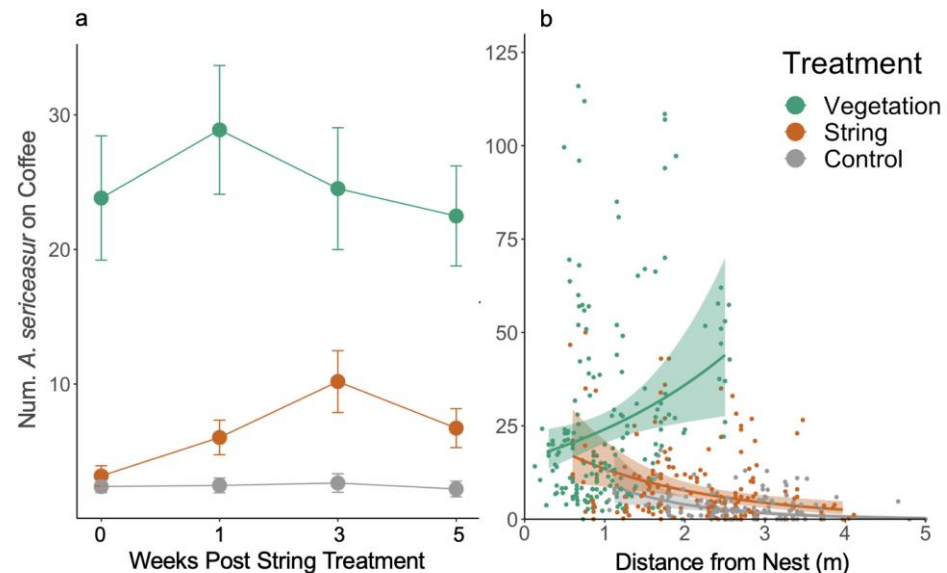 a
Num. A. sericeasur on Coffee
30
20
10
0
1
3
5
Weeks Post String Treatment
b
125
100
75
50
25
0
0
1
2
3
4
5
Distance from Nest (m)
Treatment
Vegetation
String
Control